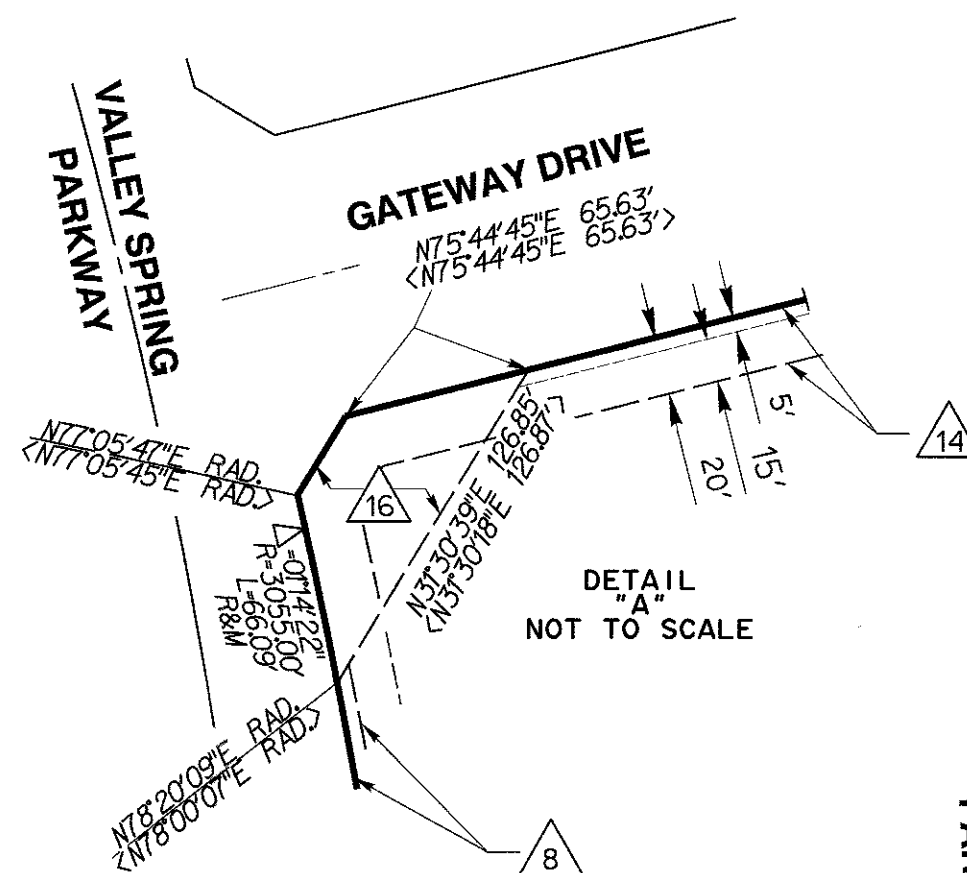 VALLEY SPRING
PARKWAY
GATEWAY DRIVE
N75°44'45"E 65.63'
<N75°44'45"E 65.63'>
5'
15'
20'
14
N77°05'47"E RAD.
<N77°05'45"E RAD.>
16
N31°30'39"E 126.85'
<N31°30'18"E 126.87'>
△=01°14'22"
R=3055.00'
L=66.09'
R&M
DETAIL
"A"
NOT TO SCALE
N78°20'09"E RAD.
<N78°00'07"E RAD.>
8